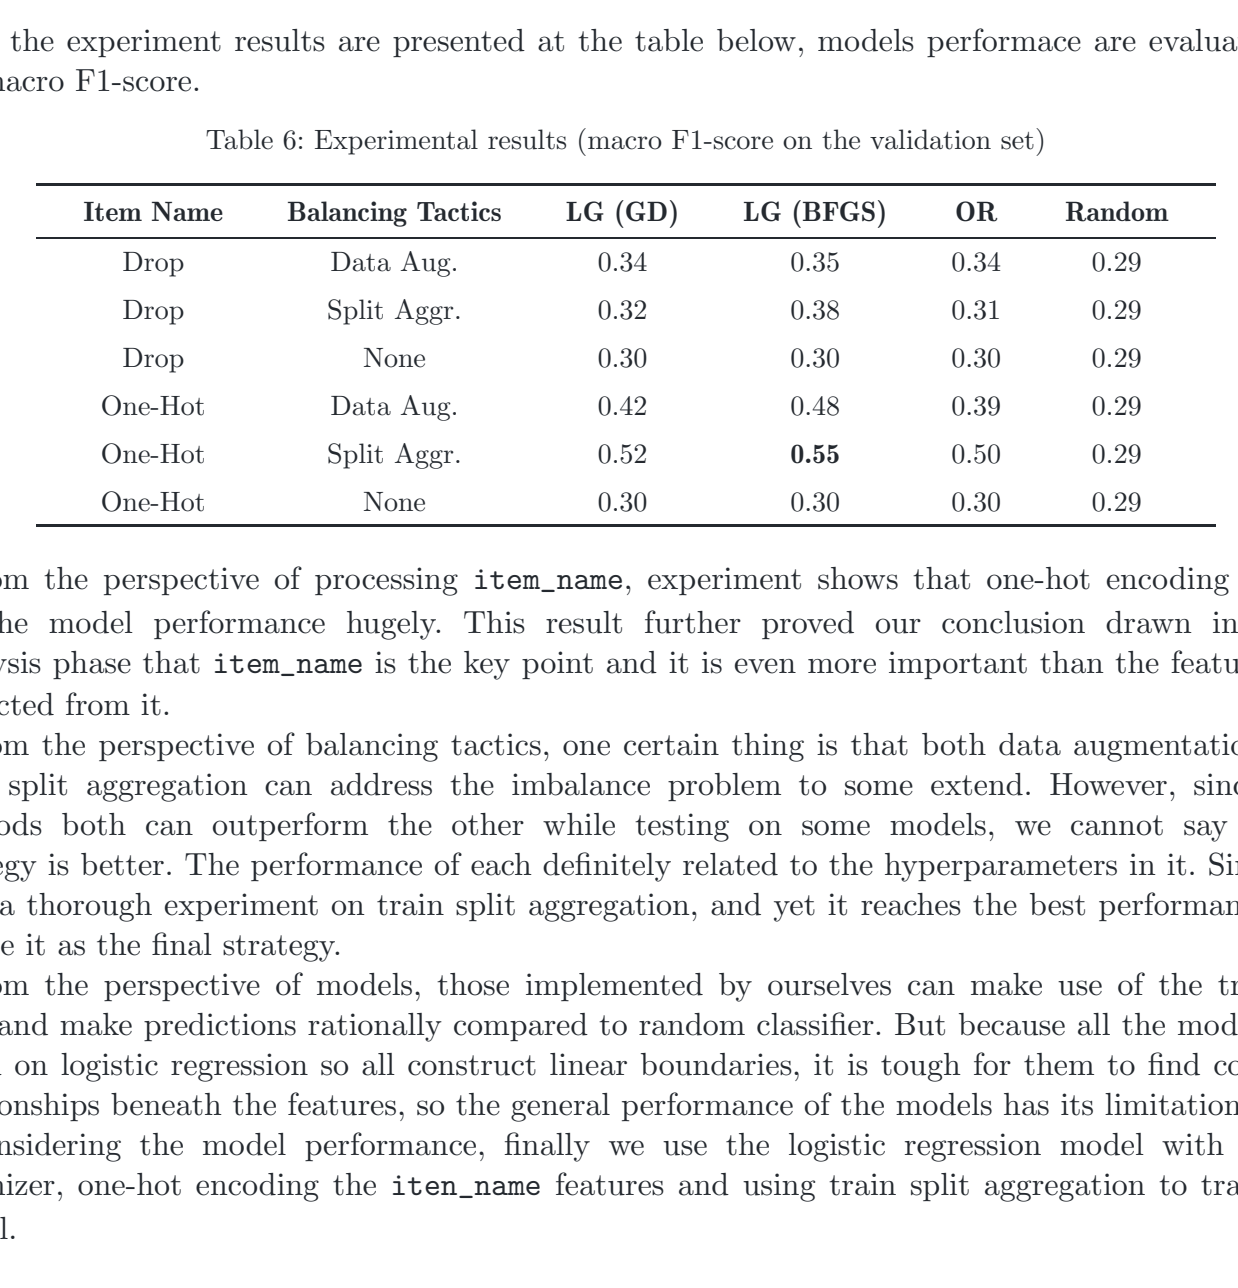 the experiment results are presented at the table below, models performace are evalua
nacro F1-score.
Table 6: Experimental results (macro F1-score on the validation set)
Item Name Balancing Tactics LG (GD) LG (BFGS) OR Random
Drop Data Aug. 0.34 0.35 0.34 0.29
Drop Split Aggr. 0.32 0.38 0.31 0.29
Drop None 0.30 0.30 0.30 0.29
One-Hot Data Aug. 0.42 0.48 0.39 0.29
One-Hot Split Aggr. 0.52 0.55 0.50 0.29
One-Hot None 0.30 0.30 0.30 0.29
om the perspective of processing item_name, experiment shows that one-hot encoding
he model performance hugely. This result further proved our conclusion drawn in
ysis phase that item_name is the key point and it is even more important than the featu
cted from it.
om the perspective of balancing tactics, one certain thing is that both data augmentatio
split aggregation can address the imbalance problem to some extend. However, sinc
ods both can outperform the other while testing on some models, we cannot say
egy is better. The performance of each definitely related to the hyperparameters in it. Sin
a thorough experiment on train split aggregation, and yet it reaches the best performan
e it as the final strategy.
om the perspective of models, those implemented by ourselves can make use of the tr
and make predictions rationally compared to random classifier. But because all the mod
on logistic regression so all construct linear boundaries, it is tough for them to find co
onships beneath the features, so the general performance of the models has its limitation
nsidering the model performance, finally we use the logistic regression model with
nizer, one-hot encoding the iten_name features and using train split aggregation to tra
l.